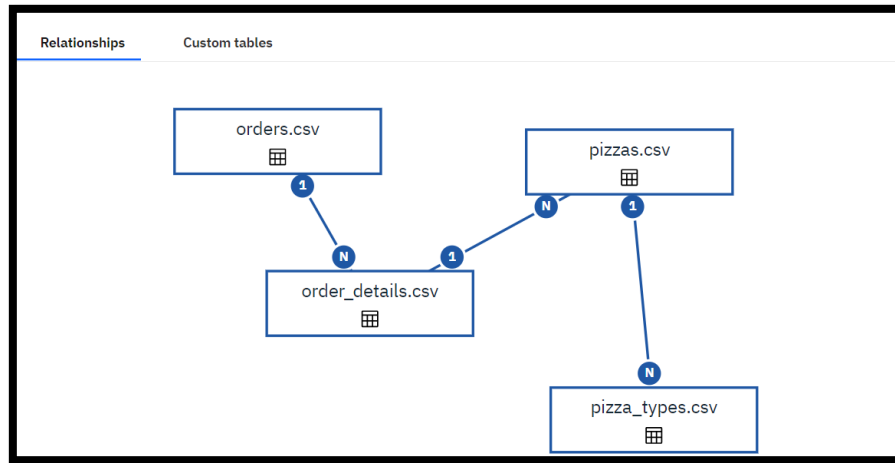 Relationships Custom tables
orders.csv
pizzas.csv
1
N
1
N
1
order_details.csv
N
pizza_types.csv